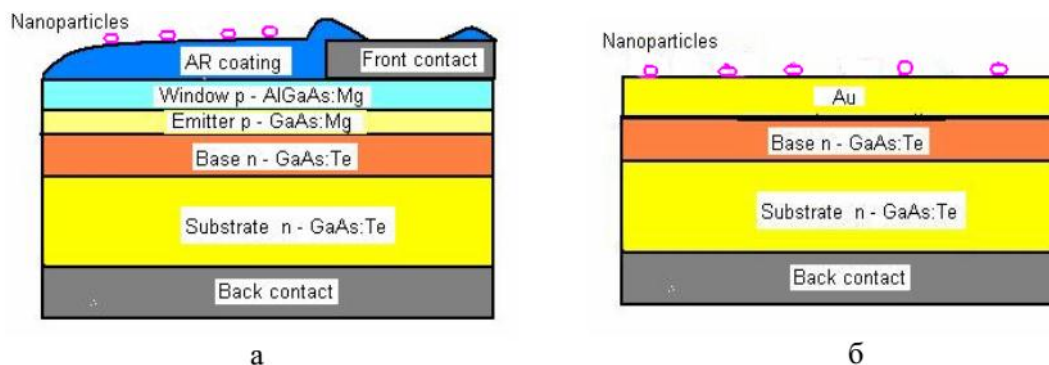 Nanoparticles
AR coating
Front contact
Window p - AlGaAs:Mg
Emitter p - GaAs:Mg
Base n - GaAs:Te
Substrate n - GaAs:Te
Back contact
а
Nanoparticles
Au
Base n - GaAs:Te
Substrate n - GaAs:Te
Back contact
б